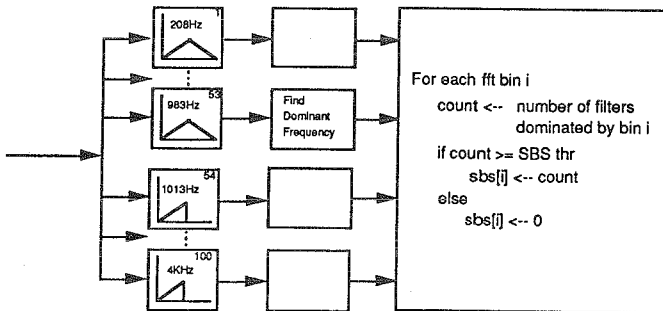 1
208Hz
53
983Hz
Find
Dominant
Frequency
54
1013Hz
100
4KHz
For each fft bin i
count <-- number of filters
dominated by bin i
if count >= SBS thr
sbs[i] <-- count
else
sbs[i] <-- 0